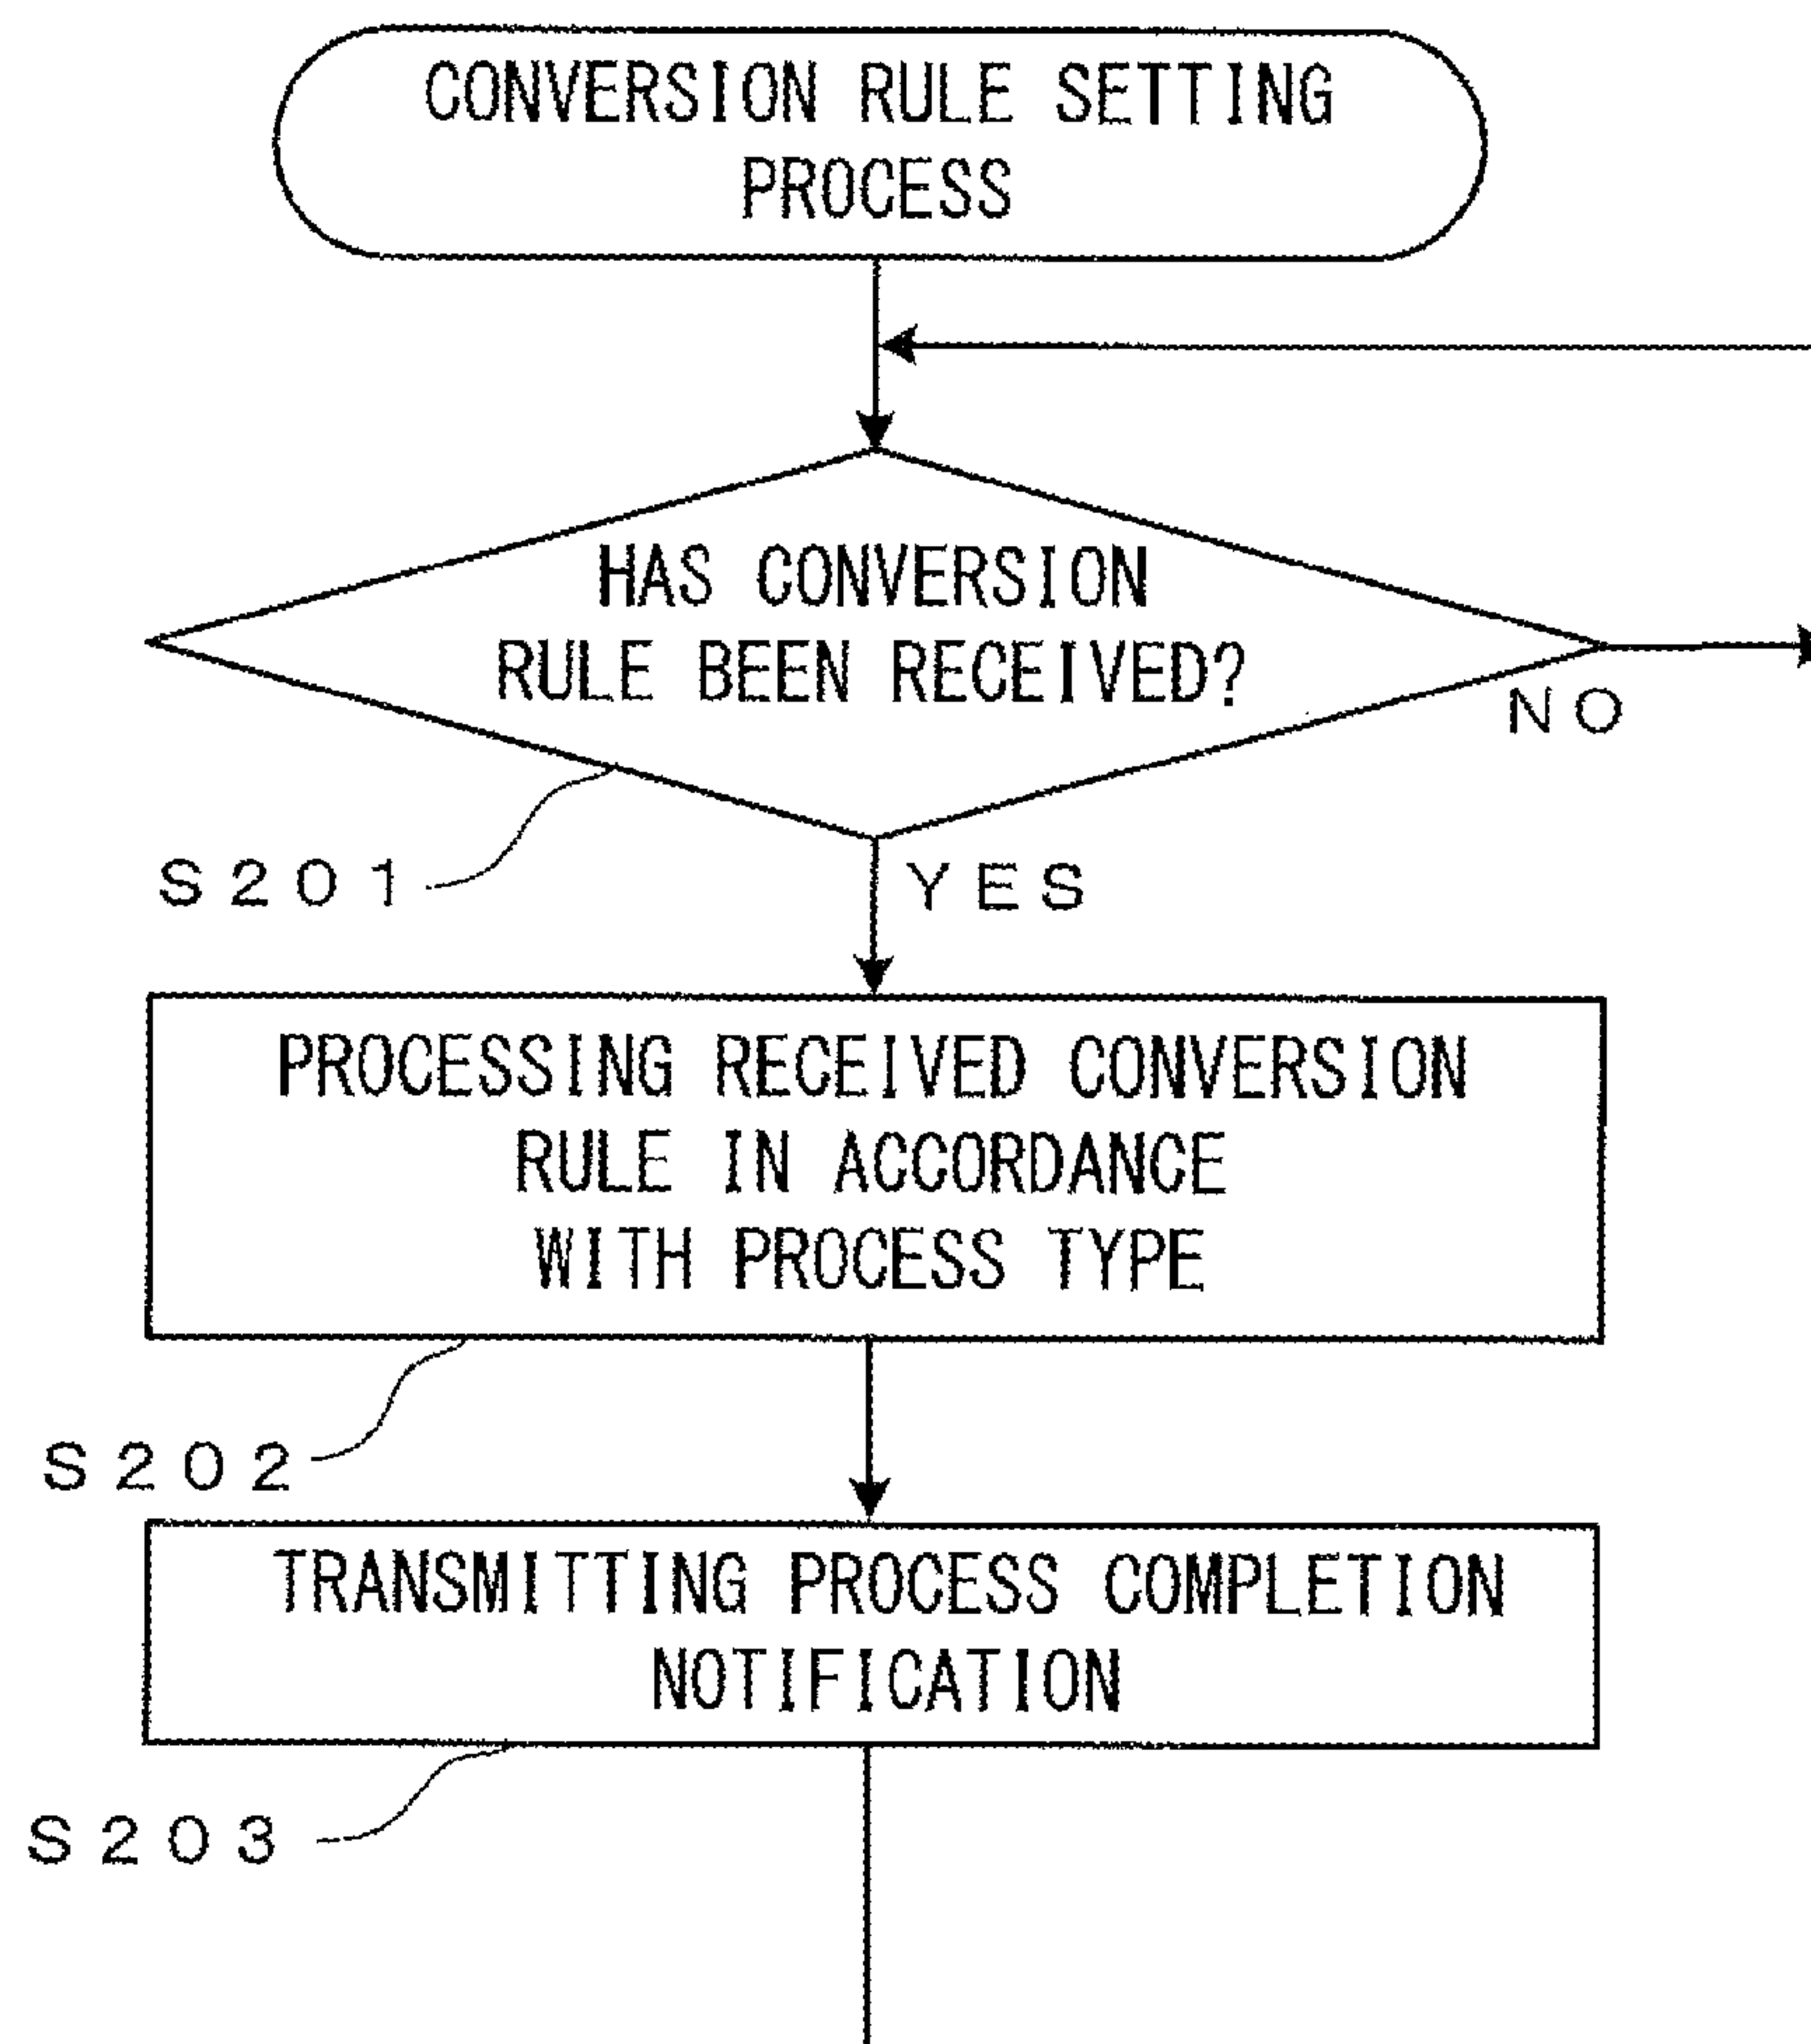 CONVERSION RULE SETTING
PROCESS
HAS CONVERSION
RULE BEEN RECEIVED?
NO
S201
YES
PROCESSING RECEIVED CONVERSION
RULE IN ACCORDANCE
WITH PROCESS TYPE
S202
TRANSMITTING PROCESS COMPLETION
NOTIFICATION
S203